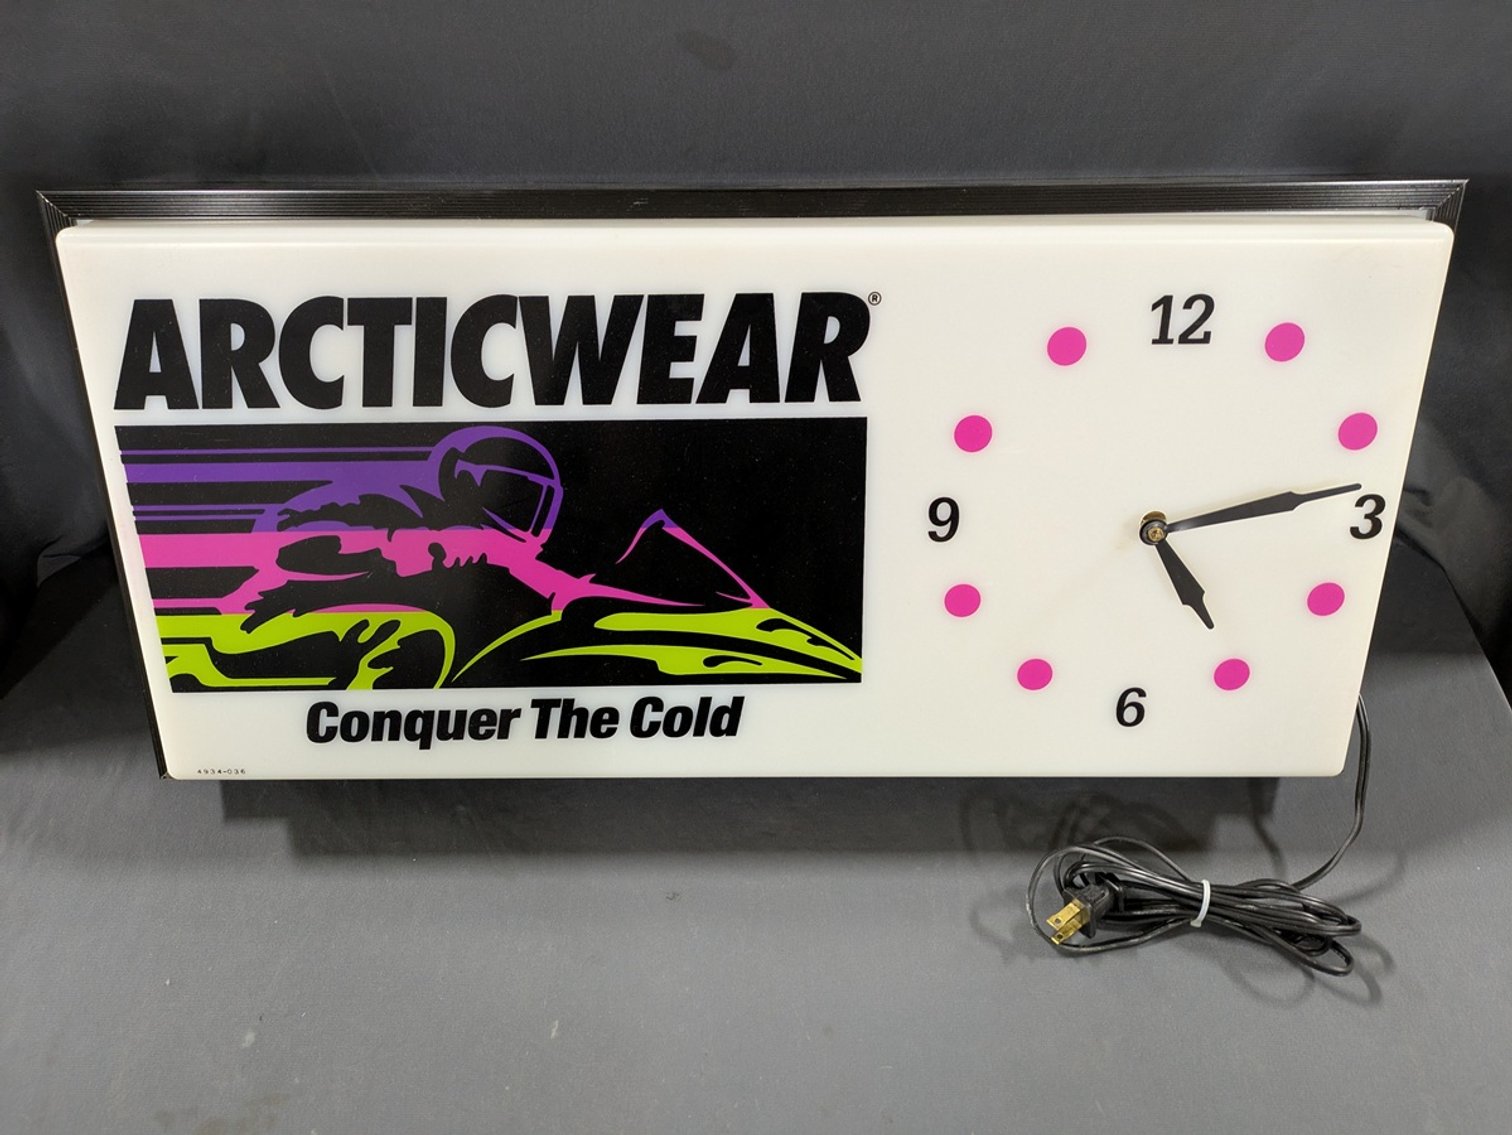 ARCTICWEAR®
Conquer The Cold
4934-036
12
9
3
6